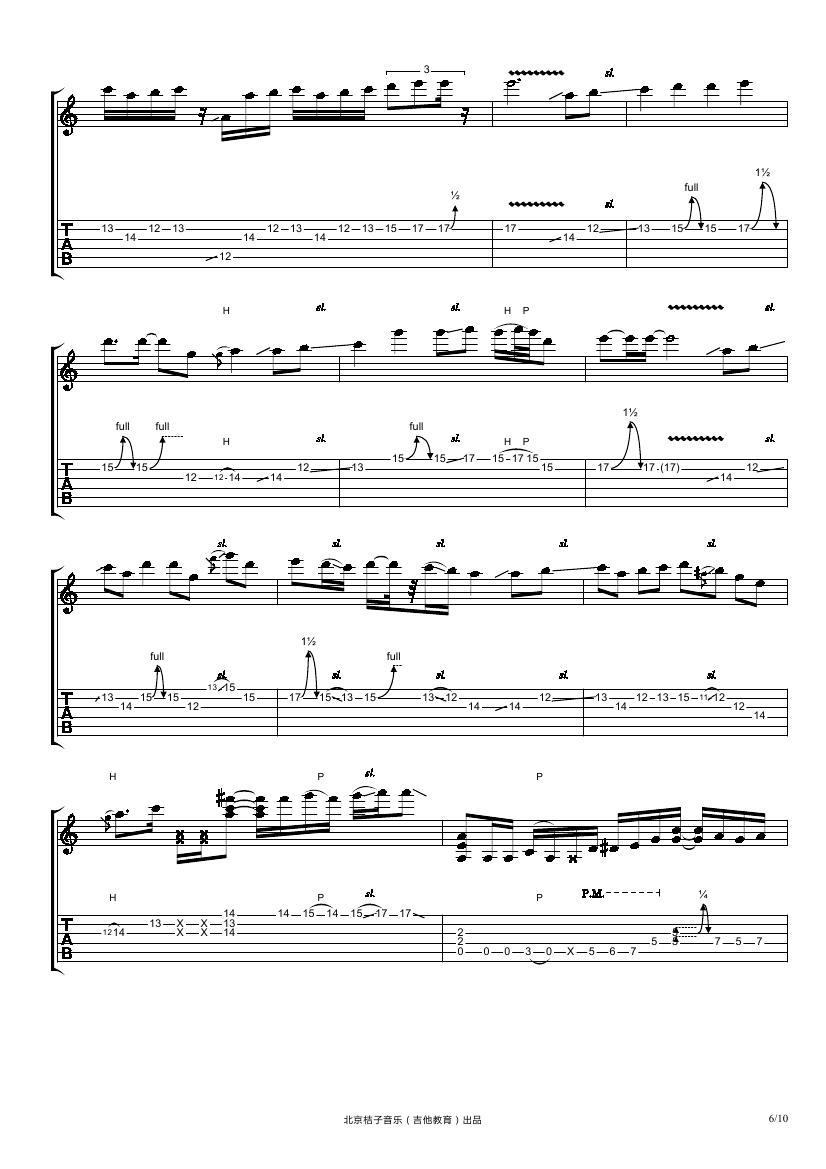 3
sl.
½
full
1½
sl.
T 13 14 12 13 12 14 12 13 14 12 13 15 17 17 17 14 12 13 15 15 17
A
B
H sl. sl. H P sl.
full full full 1½
H sl. sl. H P sl.
T 15 15 12 12 14 14 12 13 15 15 17 15 17 15 15 17 17 (17) 14 12
A
B
sl. sl. sl. sl.
full 1½ full
sl. sl. sl. sl.
T 13 14 15 15 12 13 15 15 17 15 13 15 13 12 14 14 12 13 14 12 13 15 11 12 12 14
A
B
H P sl. P
H P sl. P P.M. ¼
T 12 14 13 X X 14 14 15 14 15 17 17
X X 13
A 14 2
2 5 5 7 5 7
B 0 0 0 3 0 X 5 6 7
北京桔子音乐（吉他教育）出品
6/10